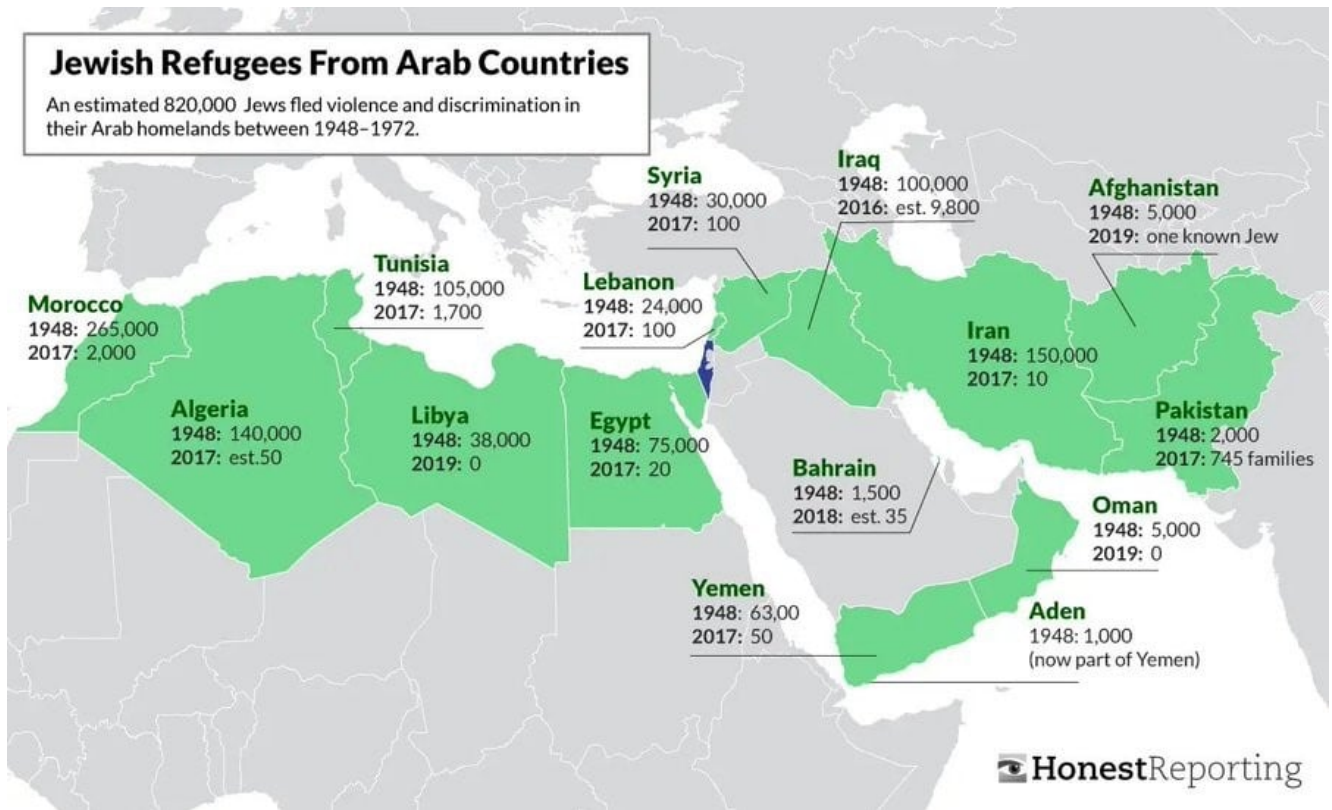 Jewish Refugees From Arab Countries
An estimated 820,000 Jews fled violence and discrimination in
their Arab homelands between 1948–1972.
Morocco
1948: 265,000
2017: 2,000
Algeria
1948: 140,000
2017: est.50
Tunisia
1948: 105,000
2017: 1,700
Libya
1948: 38,000
2019: 0
Egypt
1948: 75,000
2017: 20
Lebanon
1948: 24,000
2017: 100
Syria
1948: 30,000
2017: 100
Iraq
1948: 100,000
2016: est. 9,800
Iran
1948: 150,000
2017: 10
Afghanistan
1948: 5,000
2019: one known Jew
Pakistan
1948: 2,000
2017: 745 families
Bahrain
1948: 1,500
2018: est. 35
Oman
1948: 5,000
2019: 0
Yemen
1948: 63,00
2017: 50
Aden
1948: 1,000
(now part of Yemen)
HonestReporting